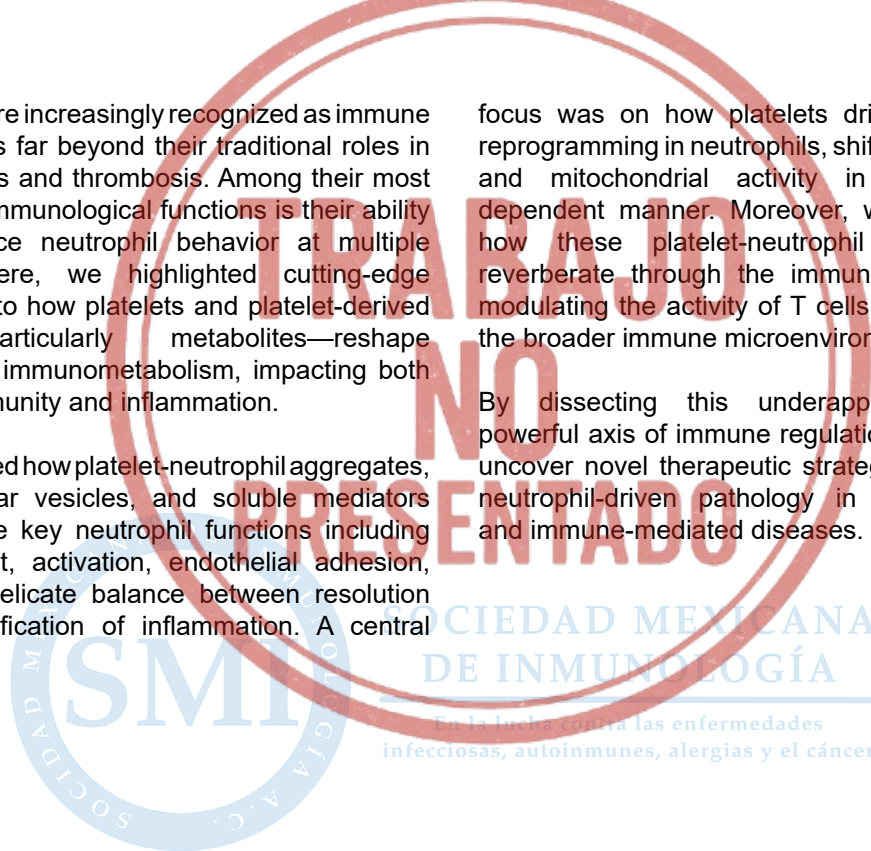 re increasingly recognized as immune
s far beyond their traditional roles in
s and thrombosis. Among their most
mmunological functions is their ability
ce neutrophil behavior at multiple
ere, we highlighted cutting-edge
to how platelets and platelet-derived
articularly metabolites—reshape
immunometabolism, impacting both
unity and inflammation.
ed how platelet-neutrophil aggregates,
ar vesicles, and soluble mediators
e key neutrophil functions including
t, activation, endothelial adhesion,
elicate balance between resolution
fication of inflammation. A central
focus was on how platelets dri
reprogramming in neutrophils, shif
and mitochondrial activity in
dependent manner. Moreover, w
how these platelet-neutrophil
reverberate through the immun
modulating the activity of T cells
the broader immune microenviron
By dissecting this underapp
powerful axis of immune regulatio
uncover novel therapeutic strateg
neutrophil-driven pathology in
and immune-mediated diseases.
TRABAJO
NO
PRESENTADO
SMI
SOCIEDAD MEXICANA
DE INMUNOLOGÍA
En la lucha contra las enfermedades
infecciosas, autoinmunes, alergias y el cáncer